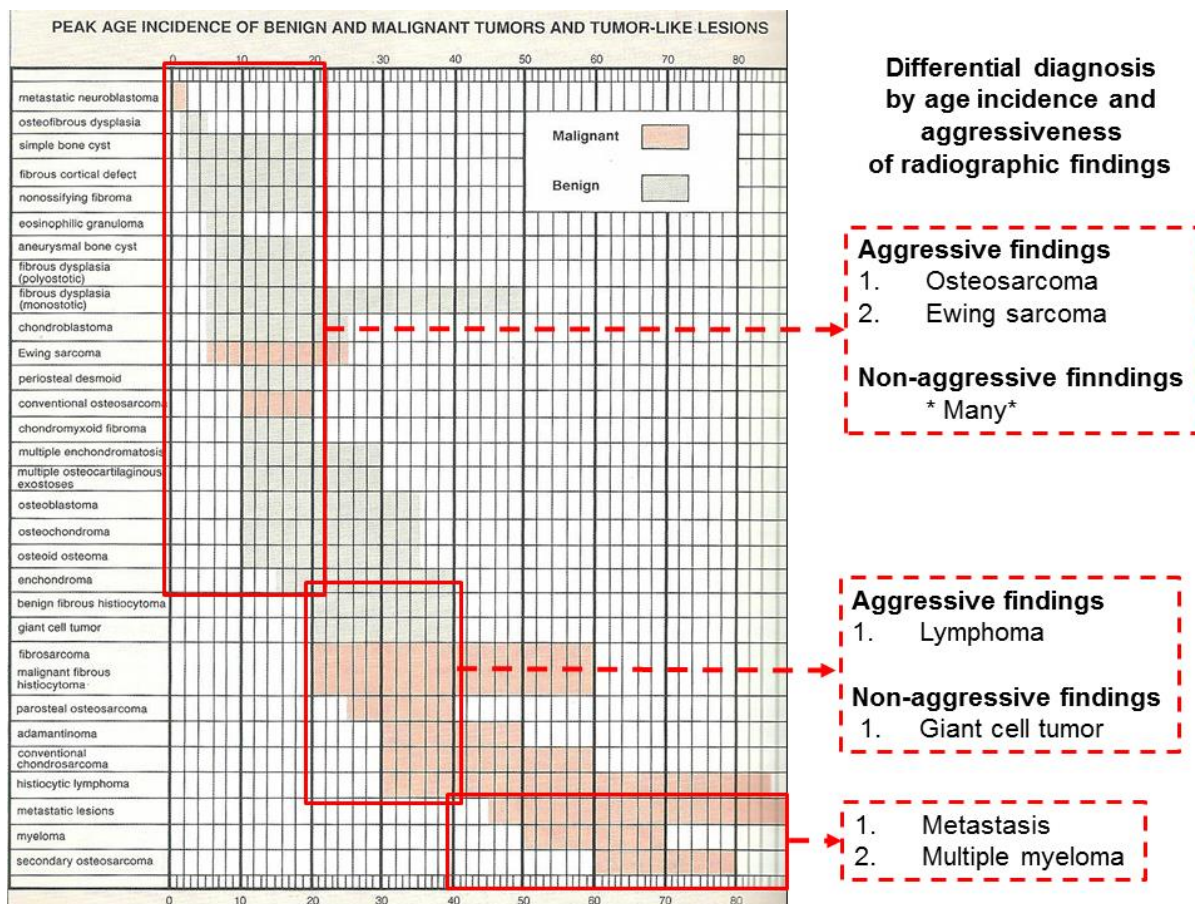 PEAK AGE INCIDENCE OF BENIGN AND MALIGNANT TUMORS AND TUMOR-LIKE LESIONS
0 10 20 30 40 50 60 70 80
metastatic neuroblastoma
osteofibrous dysplasia
simple bone cyst
fibrous cortical defect
nonossifying fibroma
eosinophilic granuloma
aneurysmal bone cyst
fibrous dysplasia
(polyostotic)
fibrous dysplasia
(monostotic)
chondroblastoma
Ewing sarcoma
periosteal desmoid
conventional osteosarcoma
chondromyxoid fibroma
multiple enchondromatosis
multiple osteocartilaginous
exostoses
osteoblastoma
osteochondroma
osteoid osteoma
enchondroma
benign fibrous histiocytoma
giant cell tumor
fibrosarcoma
malignant fibrous
histiocytoma
parosteal osteosarcoma
adamantinoma
conventional
chondrosarcoma
histiocytic lymphoma
metastatic lesions
myeloma
secondary osteosarcoma
0 10 20 30 40 50 60 70 80
Malignant
Benign
Differential diagnosis
by age incidence and
aggressiveness
of radiographic findings
Aggressive findings
1. Osteosarcoma
2. Ewing sarcoma
Non-aggressive finndings
* Many*
Aggressive findings
1. Lymphoma
Non-aggressive findings
1. Giant cell tumor
1. Metastasis
2. Multiple myeloma